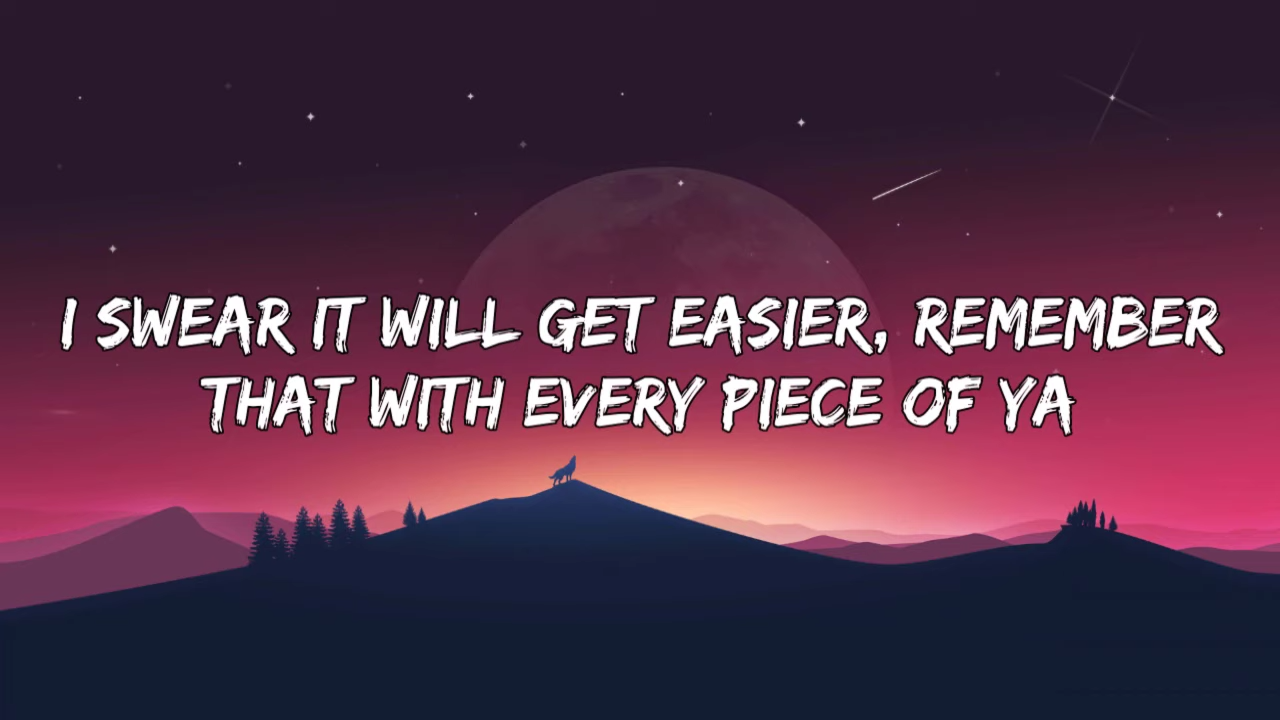 I SWEAR IT WILL GET EASIER, REMEMBER
THAT WITH EVERY PIECE OF YA